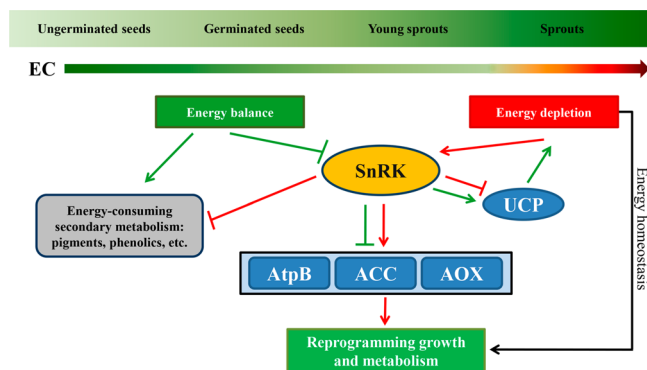 Ungerminated seeds
Germinated seeds
Young sprouts
Sprouts
EC
Energy balance
Energy depletion
SnRK
UCP
Energy-consuming
secondary metabolism:
pigments, phenolics, etc.
Energy homeostasis
AtpB
ACC
AOX
Reprogramming growth
and metabolism